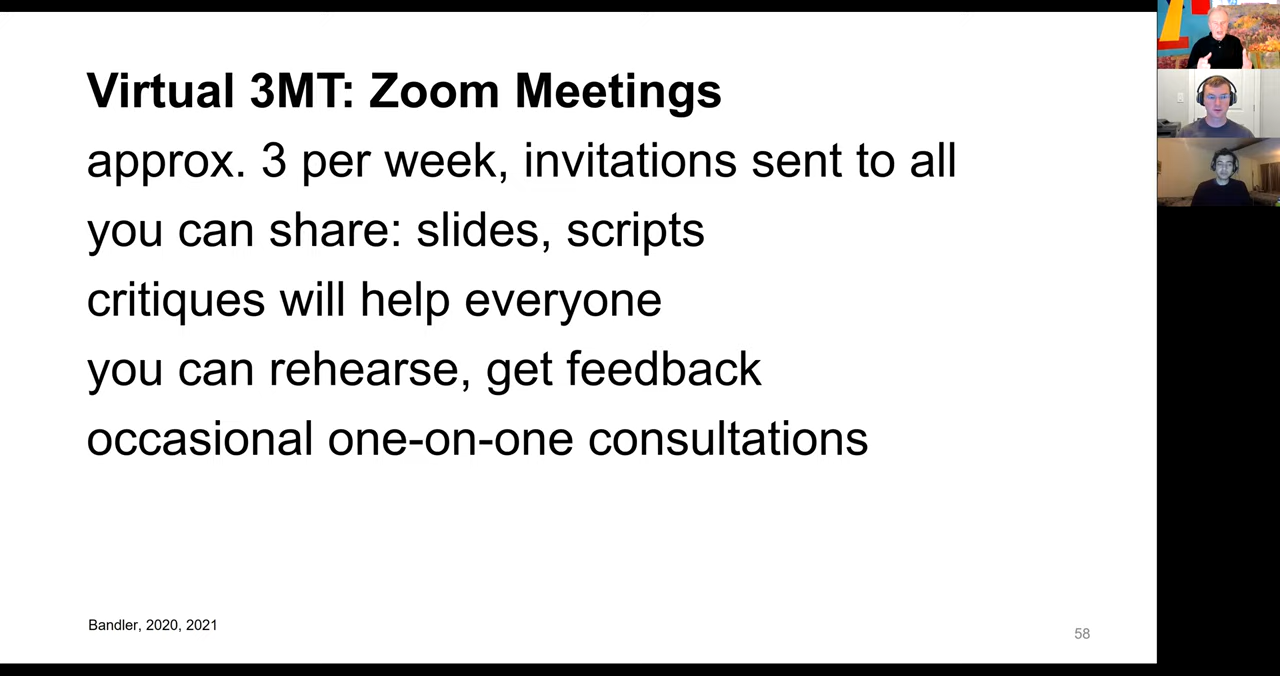 Virtual 3MT: Zoom Meetings
approx. 3 per week, invitations sent to all
you can share: slides, scripts
critiques will help everyone
you can rehearse, get feedback
occasional one-on-one consultations
Bandler, 2020, 2021
58